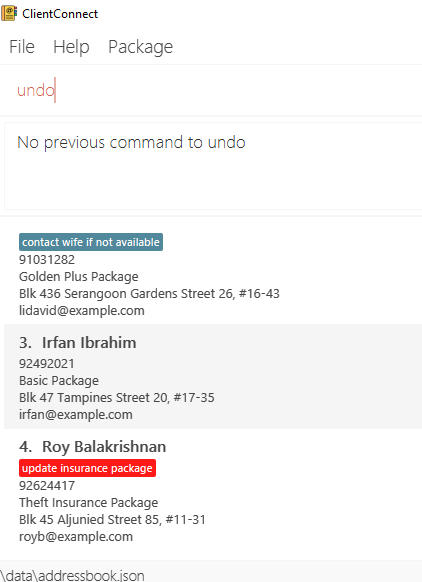 ClientConnect
File Help Package
undo
No previous command to undo
contact wife if not available
91031282
Golden Plus Package
Blk 436 Serangoon Gardens Street 26, #16-43
lidavid@example.com
3. Irfan Ibrahim
92492021
Basic Package
Blk 47 Tampines Street 20, #17-35
irfan@example.com
4. Roy Balakrishnan
update insurance package
92624417
Theft Insurance Package
Blk 45 Aljunied Street 85, #11-31
royb@example.com
\data\addressbook.json